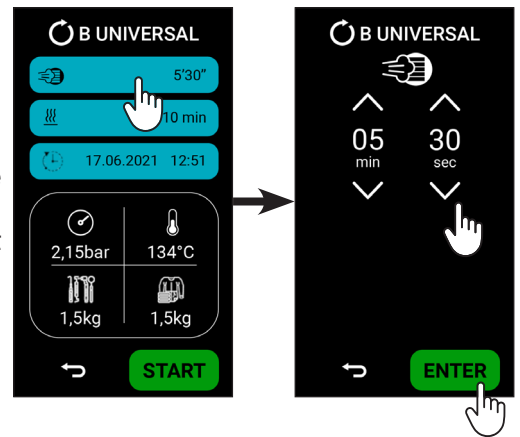 B UNIVERSAL
5'30"
10 min
17.06.2021 12:51
2,15bar
134°C
1,5kg
1,5kg
START
B UNIVERSAL
05 30
min sec
ENTER